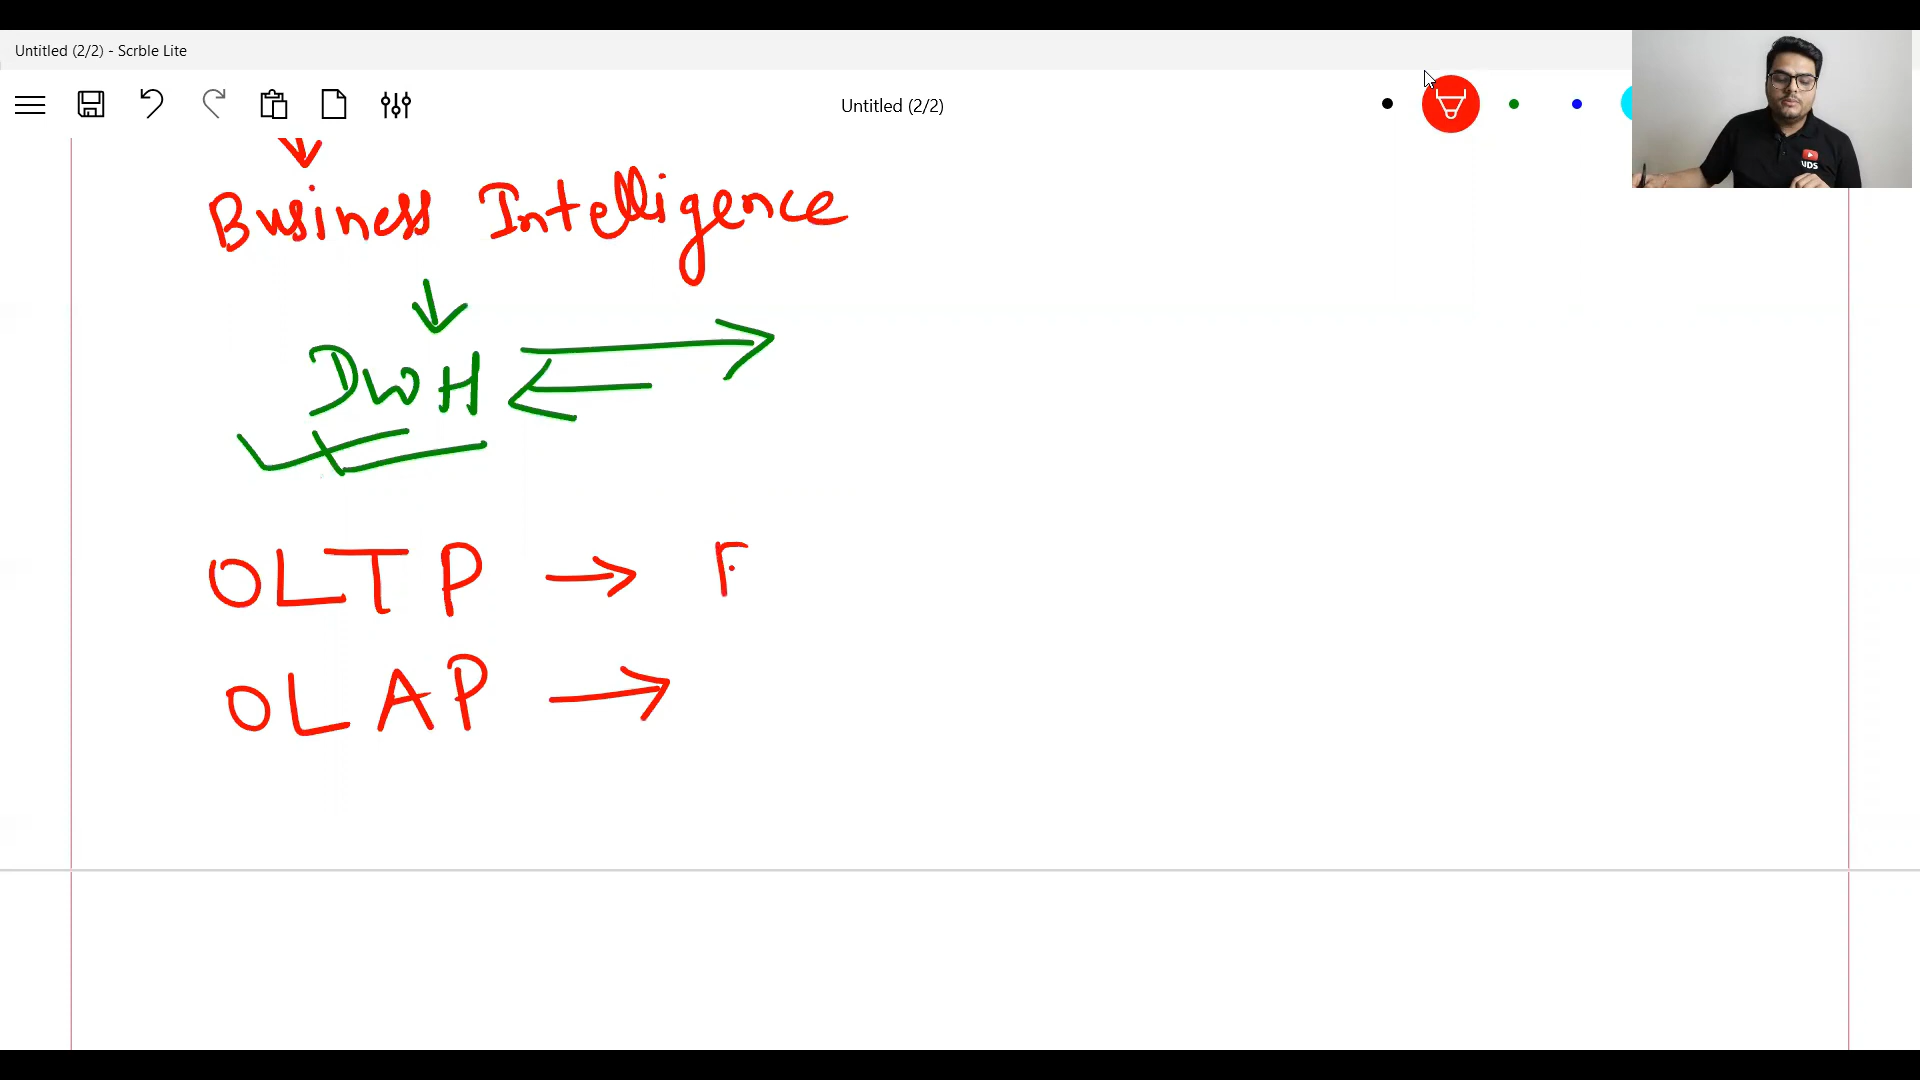 Untitled (2/2) - Scrble Lite
Untitled (2/2)
Business Intelligence
DWH
OLTP → F
OLAP →